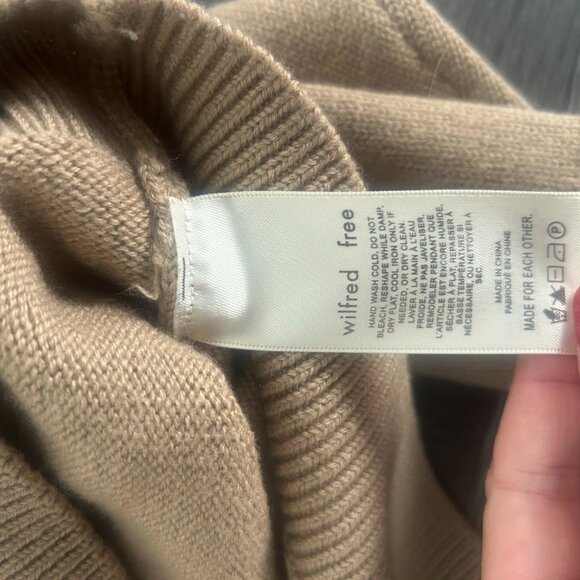 wilfred free
HAND WASH COLD, DO NOT
BLEACH, RESHAPE WHILE DAMP,
DRY FLAT, COOL IRON ONLY IF
NEEDED, OR DRY CLEAN.
LAVER À LA MAIN À L'EAU
FROIDE, NE PAS JAVELISER,
REMODELER PENDANT QUE
L'ARTICLE EST ENCORE HUMIDE,
SÉCHER À PLAT, REPASSER À
BASSE TEMPÉRATURE SI
NÉCESSAIRE, OU NETTOYER À
SEC.
MADE IN CHINA
FABRIQUÉ EN CHINE
MADE FOR EACH OTHER.
P